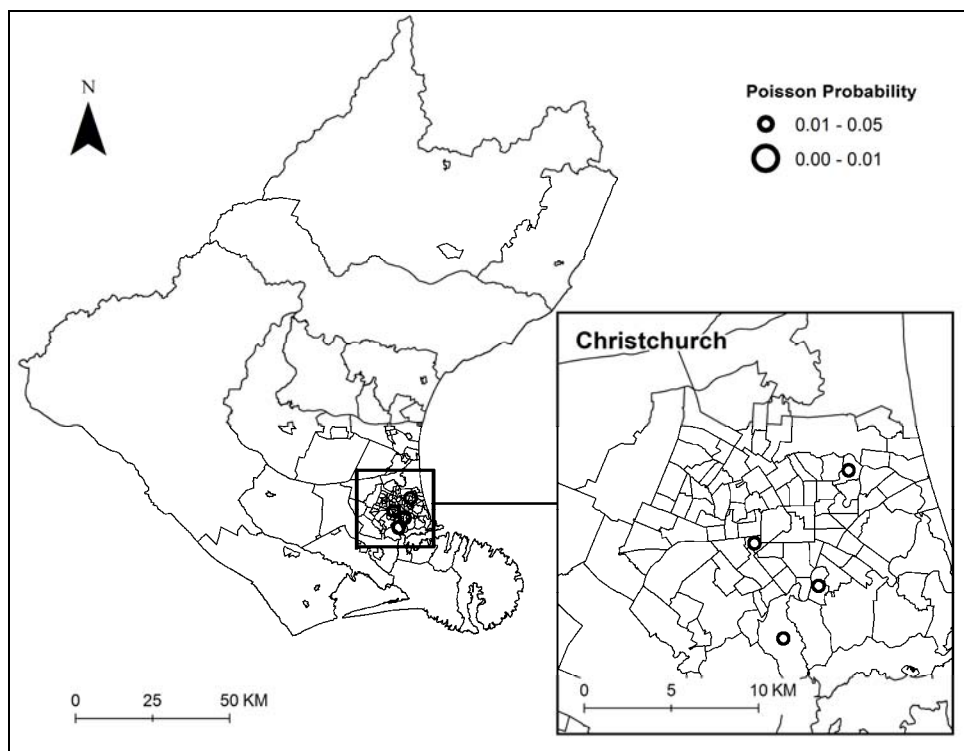 N
Poisson Probability
0.01 - 0.05
0.00 - 0.01
Christchurch
0 25 50 KM
0 5 10 KM